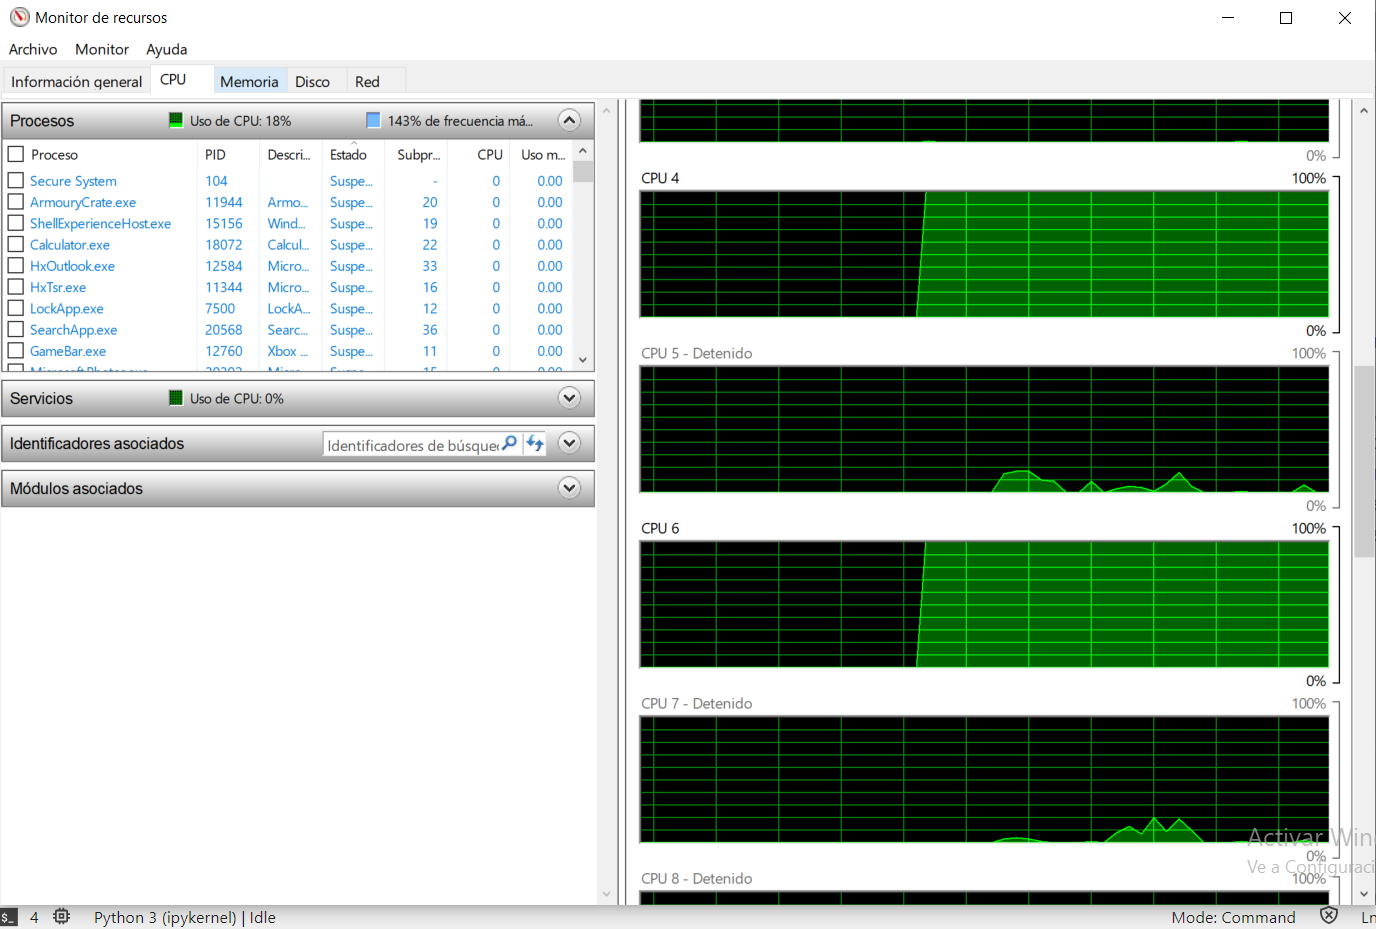 Monitor de recursos
Archivo Monitor Ayuda
Información general CPU Memoria Disco Red
Procesos Uso de CPU: 18% 143% de frecuencia má...
Proceso PID Descri... Estado Subpr... CPU Uso m...
Secure System 104 Suspe... - 0 0.00
ArmouryCrate.exe 11944 Armo... Suspe... 20 0 0.00
ShellExperienceHost.exe 15156 Wind... Suspe... 19 0 0.00
Calculator.exe 18072 Calcul... Suspe... 22 0 0.00
HxOutlook.exe 12584 Micro... Suspe... 33 0 0.00
HxTsr.exe 11344 Micro... Suspe... 16 0 0.00
LockApp.exe 7500 LockA... Suspe... 12 0 0.00
SearchApp.exe 20568 Searc... Suspe... 36 0 0.00
GameBar.exe 12760 Xbox ... Suspe... 11 0 0.00
Servicios Uso de CPU: 0%
Identificadores asociados Identificadores de búsque
Módulos asociados
0%
CPU 4 100%
0%
CPU 5 - Detenido 100%
0%
CPU 6 100%
0%
CPU 7 - Detenido 100%
0%
CPU 8 - Detenido 100%
Activar Win
Ve a Configuraci
4 Python 3 (ipykernel) | Idle Mode: Command Ln